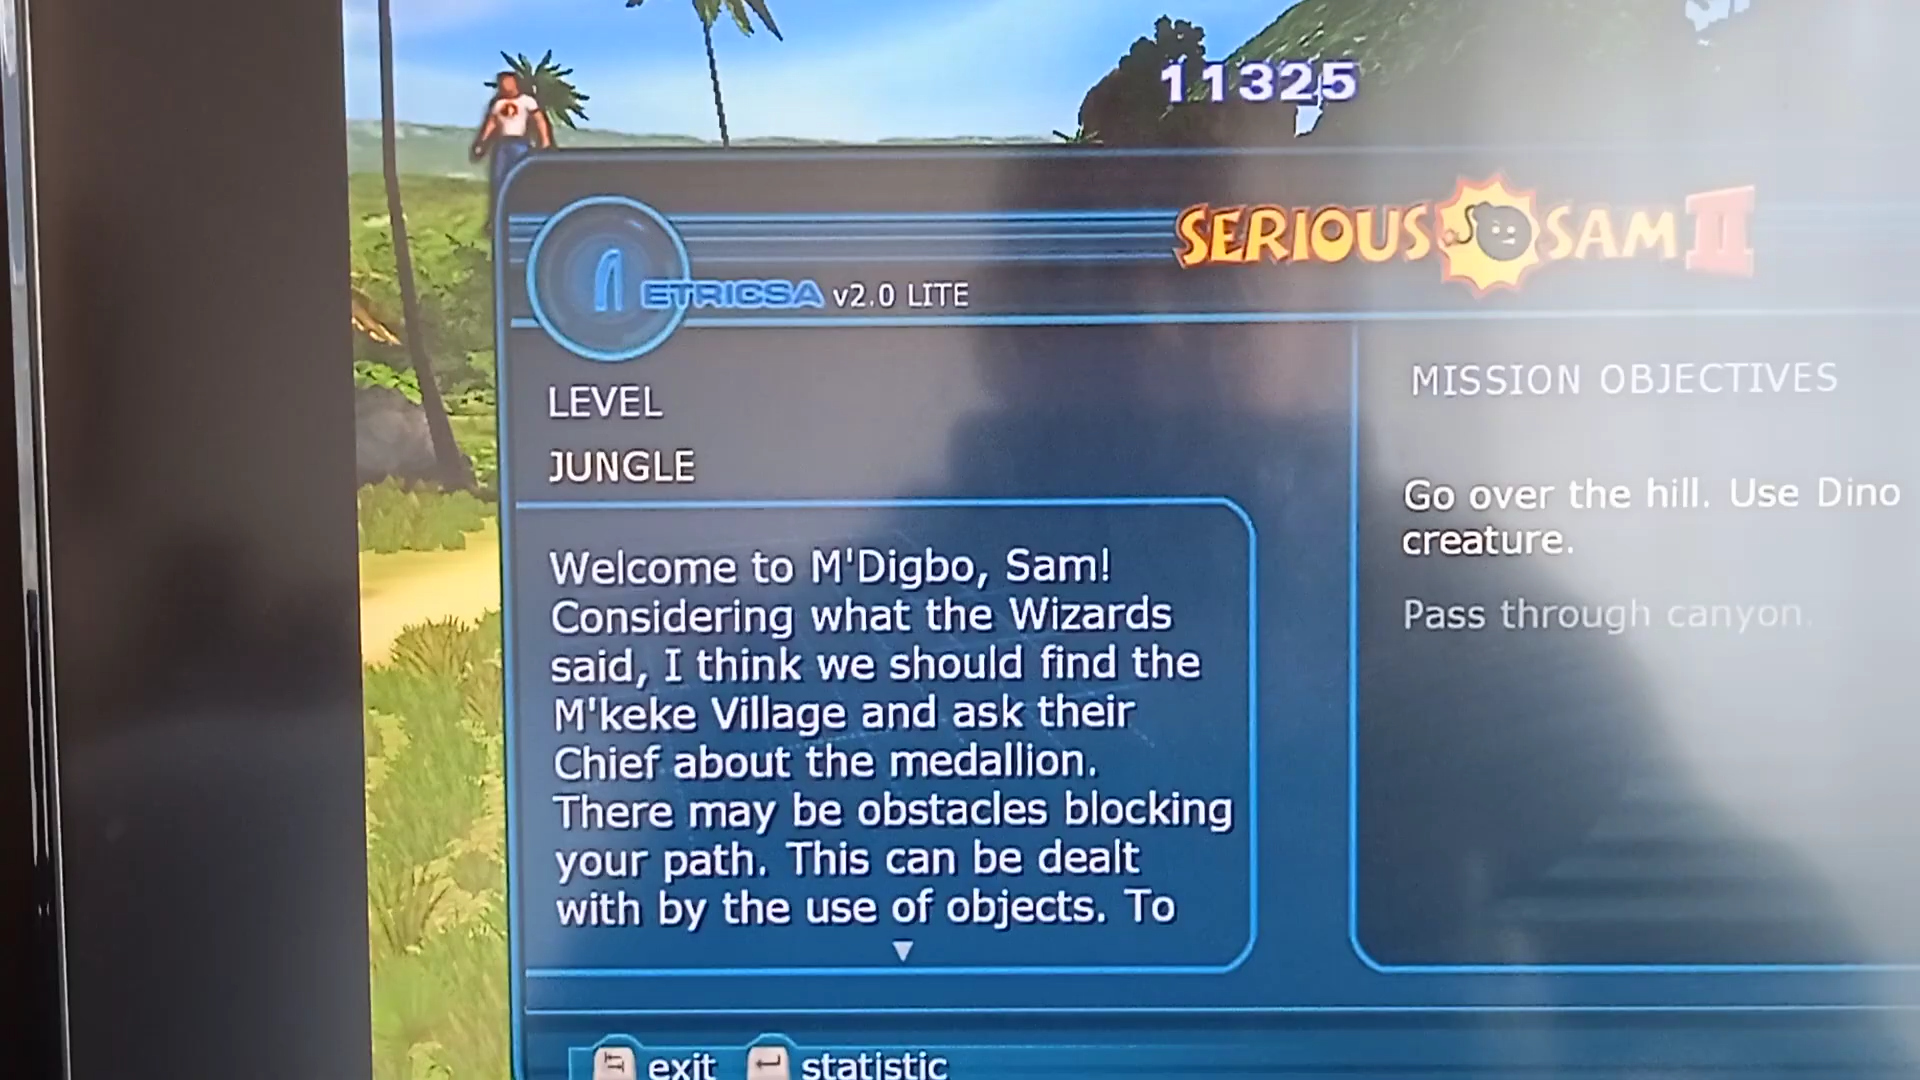 11325
SERIOUS SAM II
ETRICSA v2.0 LITE
LEVEL
JUNGLE
Welcome to M'Digbo, Sam!
Considering what the Wizards
said, I think we should find the
M'keke Village and ask their
Chief about the medallion.
There may be obstacles blocking
your path. This can be dealt
with by the use of objects. To
MISSION OBJECTIVES
Go over the hill. Use Dino
creature.
Pass through canyon.
exit statistic